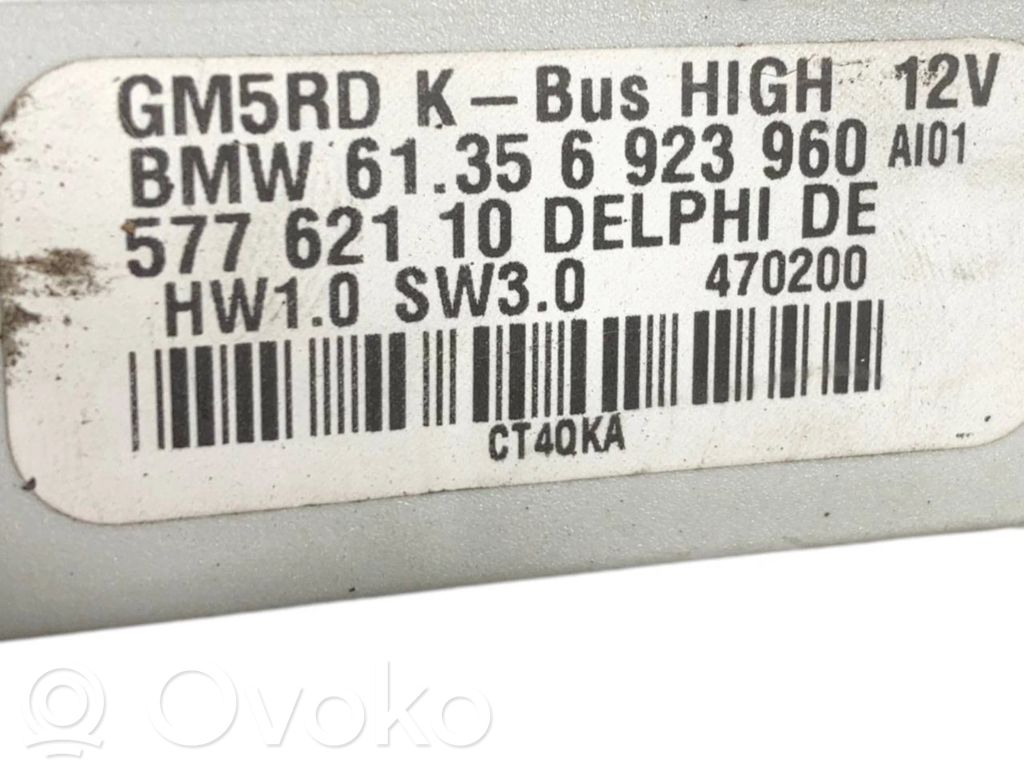 GM5RD K-Bus HIGH 12V
BMW 61.35 6 923 960 AI01
577 621 10 DELPHI DE
HW1.0 SW3.0 470200
CT4QKA
Ovoko